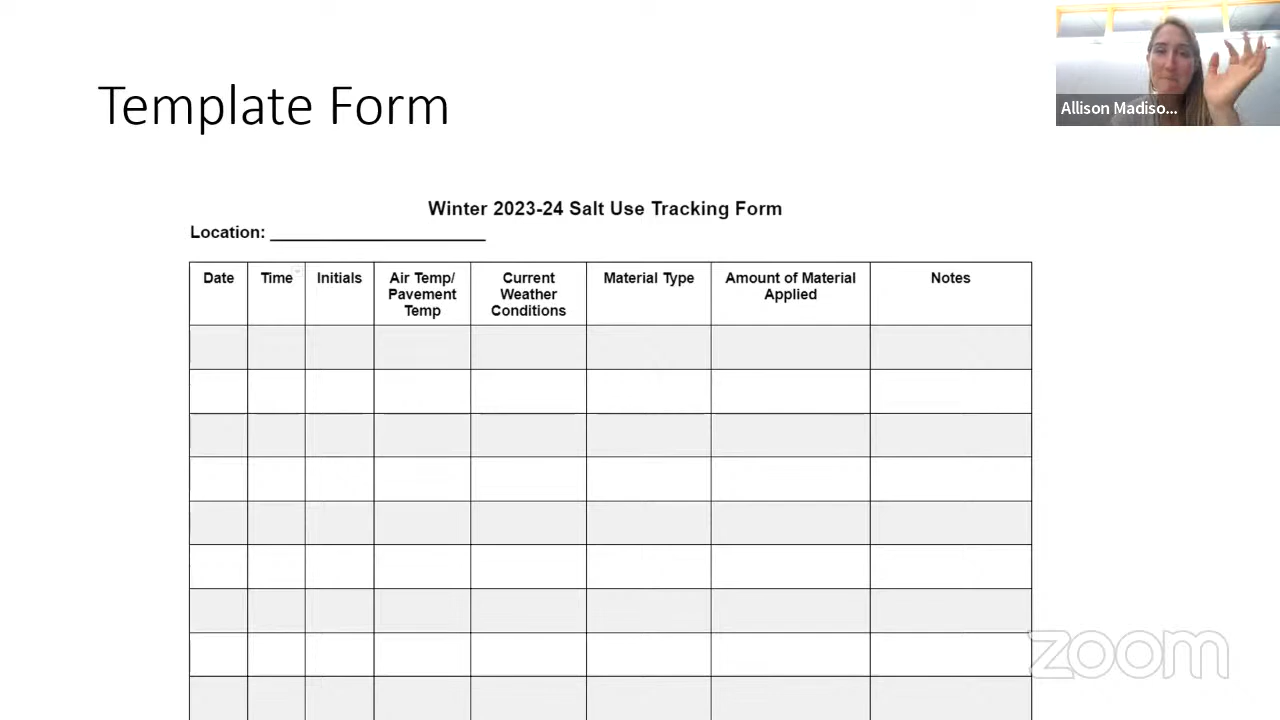 Template Form
Allison Madiso...
Winter 2023-24 Salt Use Tracking Form
Location: ______________________
Date
Time
Initials
Air Temp/
Pavement
Temp
Current
Weather
Conditions
Material Type
Amount of Material
Applied
Notes
zoom